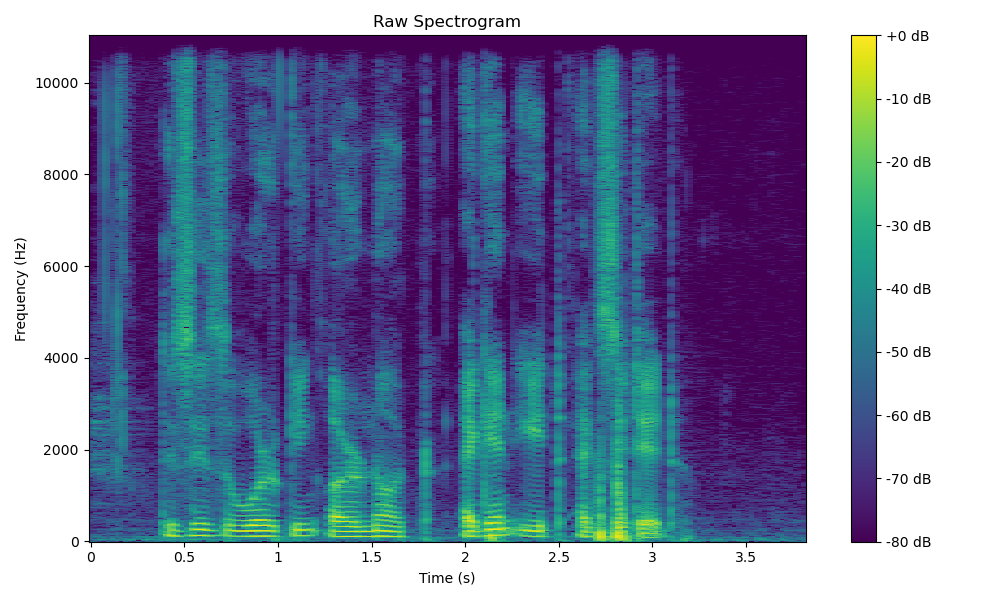 Raw Spectrogram
+0 dB
10000
-10 dB
8000
-20 dB
-30 dB
6000
Frequency (Hz)
-40 dB
4000
-50 dB
-60 dB
2000
-70 dB
0
-80 dB
0 0.5 1 1.5 2 2.5 3 3.5
Time (s)